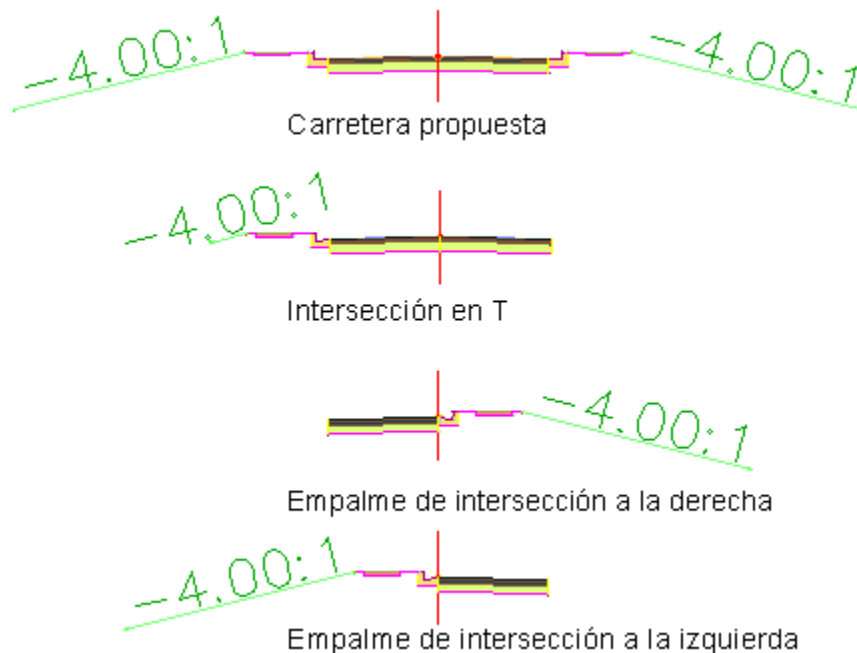 -4.00:1
-4.00:1
Carretera propuesta
-4.00:1
Intersección en T
-4.00:1
Empalme de intersección a la derecha
-4.00:1
Empalme de intersección a la izquierda